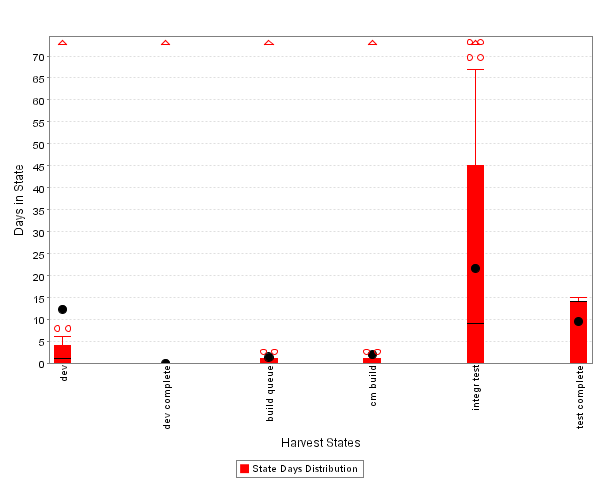 70
65
60
55
50
45
40
35
30
25
20
15
10
5
0
Days in State
dev
dev complete
build queue
cm build
integr test
test complete
Harvest States
State Days Distribution